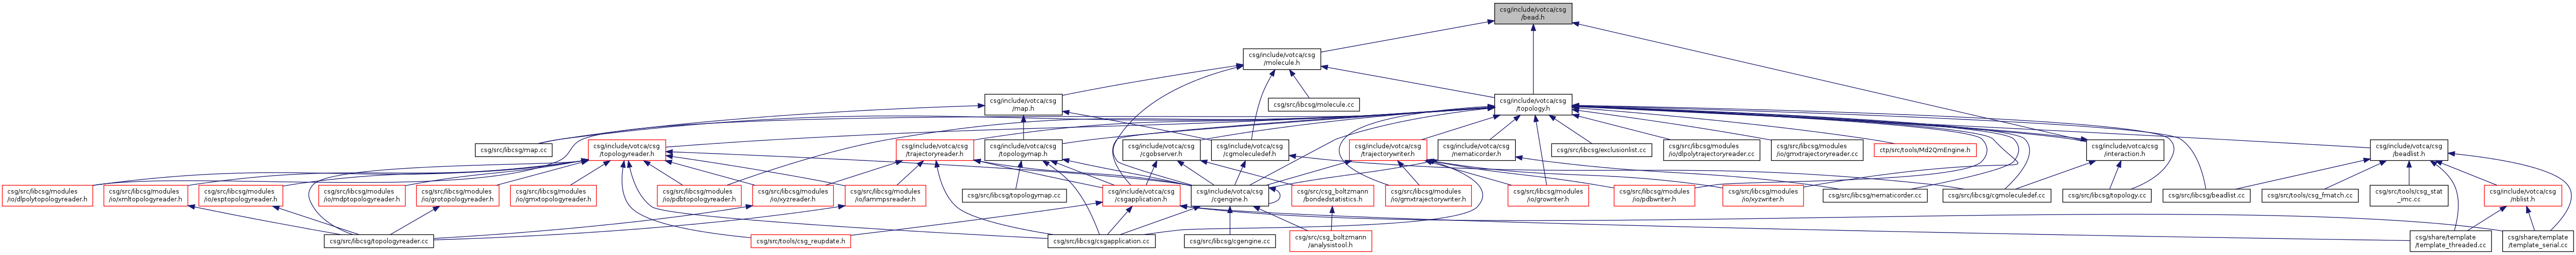 csg/include/votca/csg
/bead.h
csg/include/votca/csg
/molecule.h
csg/include/votca/csg
/map.h
csg/src/libcsg/molecule.cc
csg/include/votca/csg
/topology.h
csg/src/libcsg/map.cc
csg/include/votca/csg
/topologyreader.h
csg/include/votca/csg
/trajectoryreader.h
csg/include/votca/csg
/topologymap.h
csg/include/votca/csg
/cgobserver.h
csg/include/votca/csg
/cgmoleculedef.h
csg/include/votca/csg
/trajectorywriter.h
csg/include/votca/csg
/nematicorder.h
csg/src/libcsg/exclusionlist.cc
csg/src/libcsg/modules
/io/dlpolytrajectoryreader.cc
csg/src/libcsg/modules
/io/gmxtrajectoryreader.cc
ctp/src/tools/Md2QmEngine.h
csg/include/votca/csg
/interaction.h
csg/include/votca/csg
/beadlist.h
csg/src/libcsg/modules
/io/dlpolytopologyreader.h
csg/src/libcsg/modules
/io/xmltopologyreader.h
csg/src/libcsg/modules
/io/esptopologyreader.h
csg/src/libcsg/modules
/io/mdptopologyreader.h
csg/src/libcsg/modules
/io/grotopologyreader.h
csg/src/libcsg/modules
/io/gmxtopologyreader.h
csg/src/libcsg/modules
/io/pdbtopologyreader.h
csg/src/libcsg/modules
/io/xyzreader.h
csg/src/libcsg/modules
/io/lammpsreader.h
csg/src/libcsg/topologymap.cc
csg/include/votca/csg
/csgapplication.h
csg/include/votca/csg
/cgengine.h
csg/src/csg_boltzmann
/bondedstatistics.h
csg/src/libcsg/modules
/io/gmxtrajectorywriter.h
csg/src/libcsg/modules
/io/growriter.h
csg/src/libcsg/modules
/io/pdbwriter.h
csg/src/libcsg/modules
/io/xyzwriter.h
csg/src/libcsg/nematicorder.cc
csg/src/libcsg/cgmoleculedef.cc
csg/src/libcsg/topology.cc
csg/src/libcsg/beadlist.cc
csg/src/tools/csg_fmatch.cc
csg/src/tools/csg_stat
_imc.cc
csg/include/votca/csg
/nblist.h
csg/src/libcsg/topologyreader.cc
csg/src/tools/csg_reupdate.h
csg/src/libcsg/csgapplication.cc
csg/src/libcsg/cgengine.cc
csg/src/csg_boltzmann
/analysistool.h
csg/share/template
/template_threaded.cc
csg/share/template
/template_serial.cc